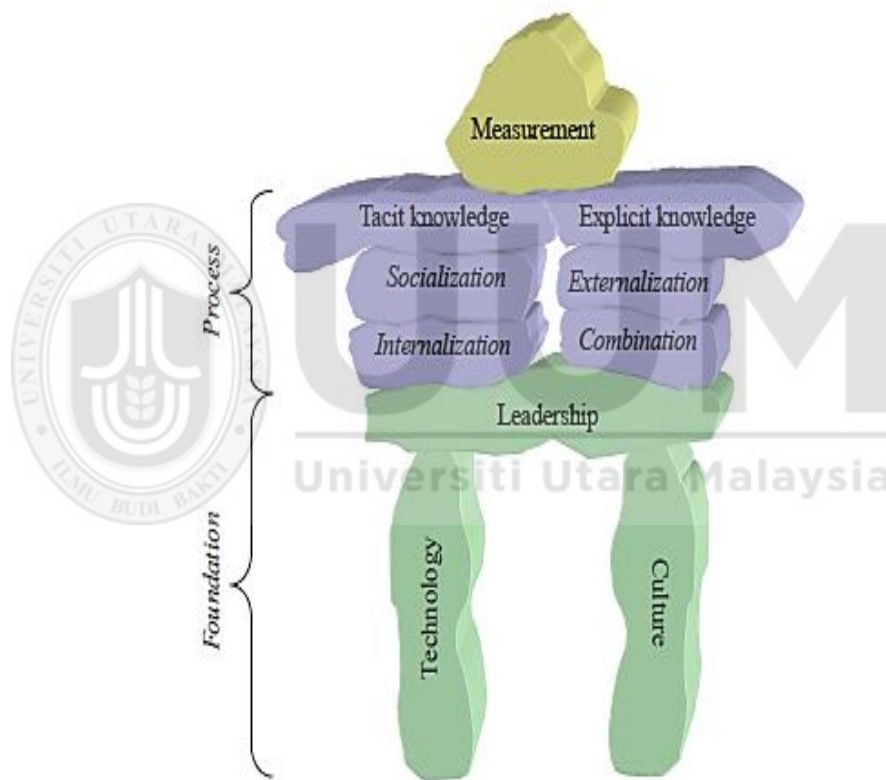 Measurement
Tacit knowledge
Explicit knowledge
Socialization
Externalization
Internalization
Combination
Leadership
Technology
Culture
Process
Foundation
UUM
Universiti Utara Malaysia
UNIVERSITI UTARA MALAYSIA
ILMU BUDI BAKTI